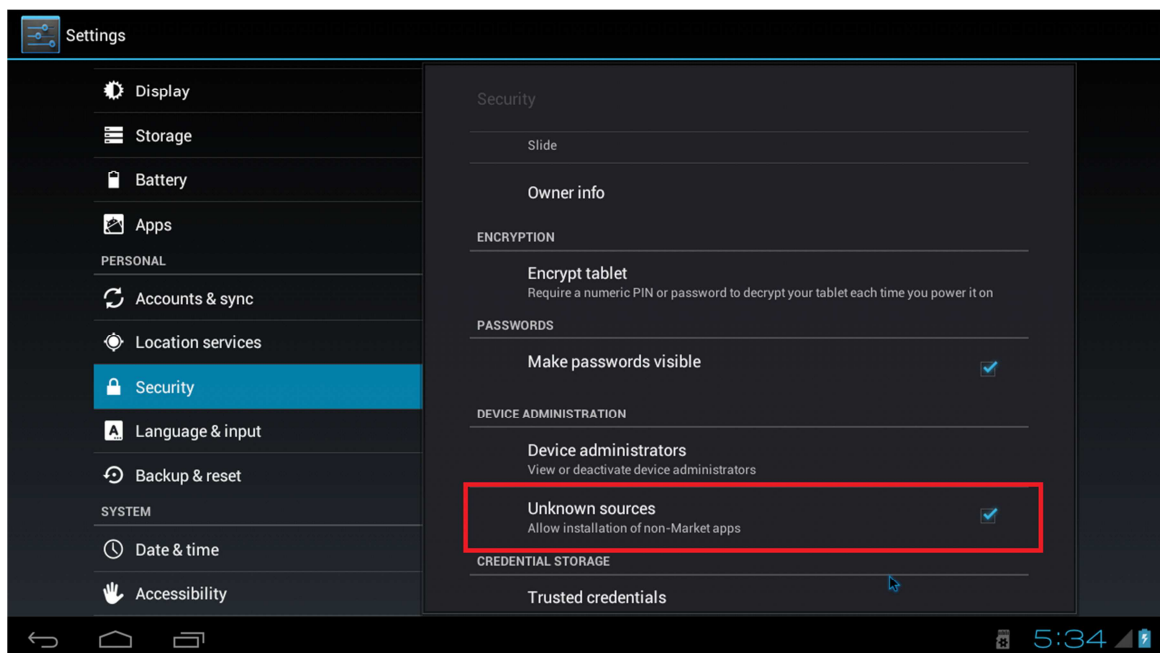 Settings
Display
Storage
Battery
Apps
PERSONAL
Accounts & sync
Location services
Security
Language & input
Backup & reset
SYSTEM
Date & time
Accessibility
Security
Slide
Owner info
ENCRYPTION
Encrypt tablet
Require a numeric PIN or password to decrypt your tablet each time you power it on
PASSWORDS
Make passwords visible
DEVICE ADMINISTRATION
Device administrators
View or deactivate device administrators
Unknown sources
Allow installation of non-Market apps
CREDENTIAL STORAGE
Trusted credentials
5:34